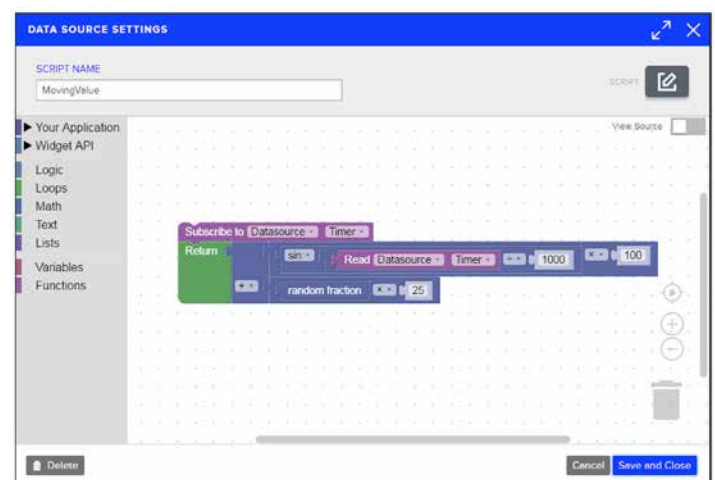 DATA SOURCE SETTINGS
SCRIPT NAME
MovingValue
SCRIPT
Your Application
Widget API
Logic
Loops
Math
Text
Lists
Variables
Functions
View Source
Subscribe to Datasource Timer
Return sin Read Datasource Timer ÷ 1000 × 100
+ random fraction × 25
Delete
Cancel Save and Close